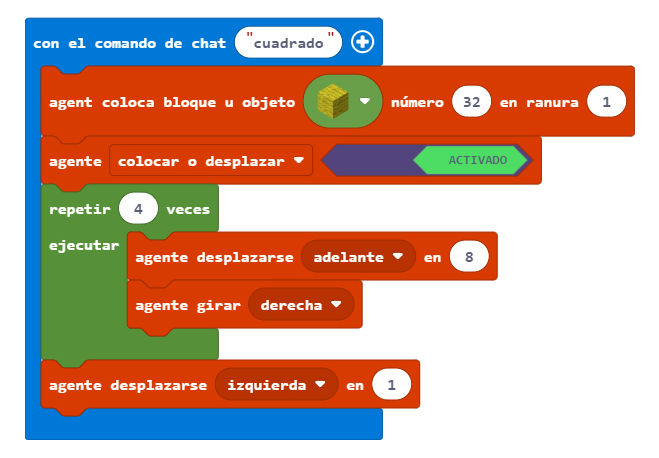 con el comando de chat "cuadrado"
agent coloca bloque u objeto número 32 en ranura 1
agente colocar o desplazar ACTIVADO
repetir 4 veces
ejecutar
agente desplazarse adelante en 8
agente girar derecha
agente desplazarse izquierda en 1